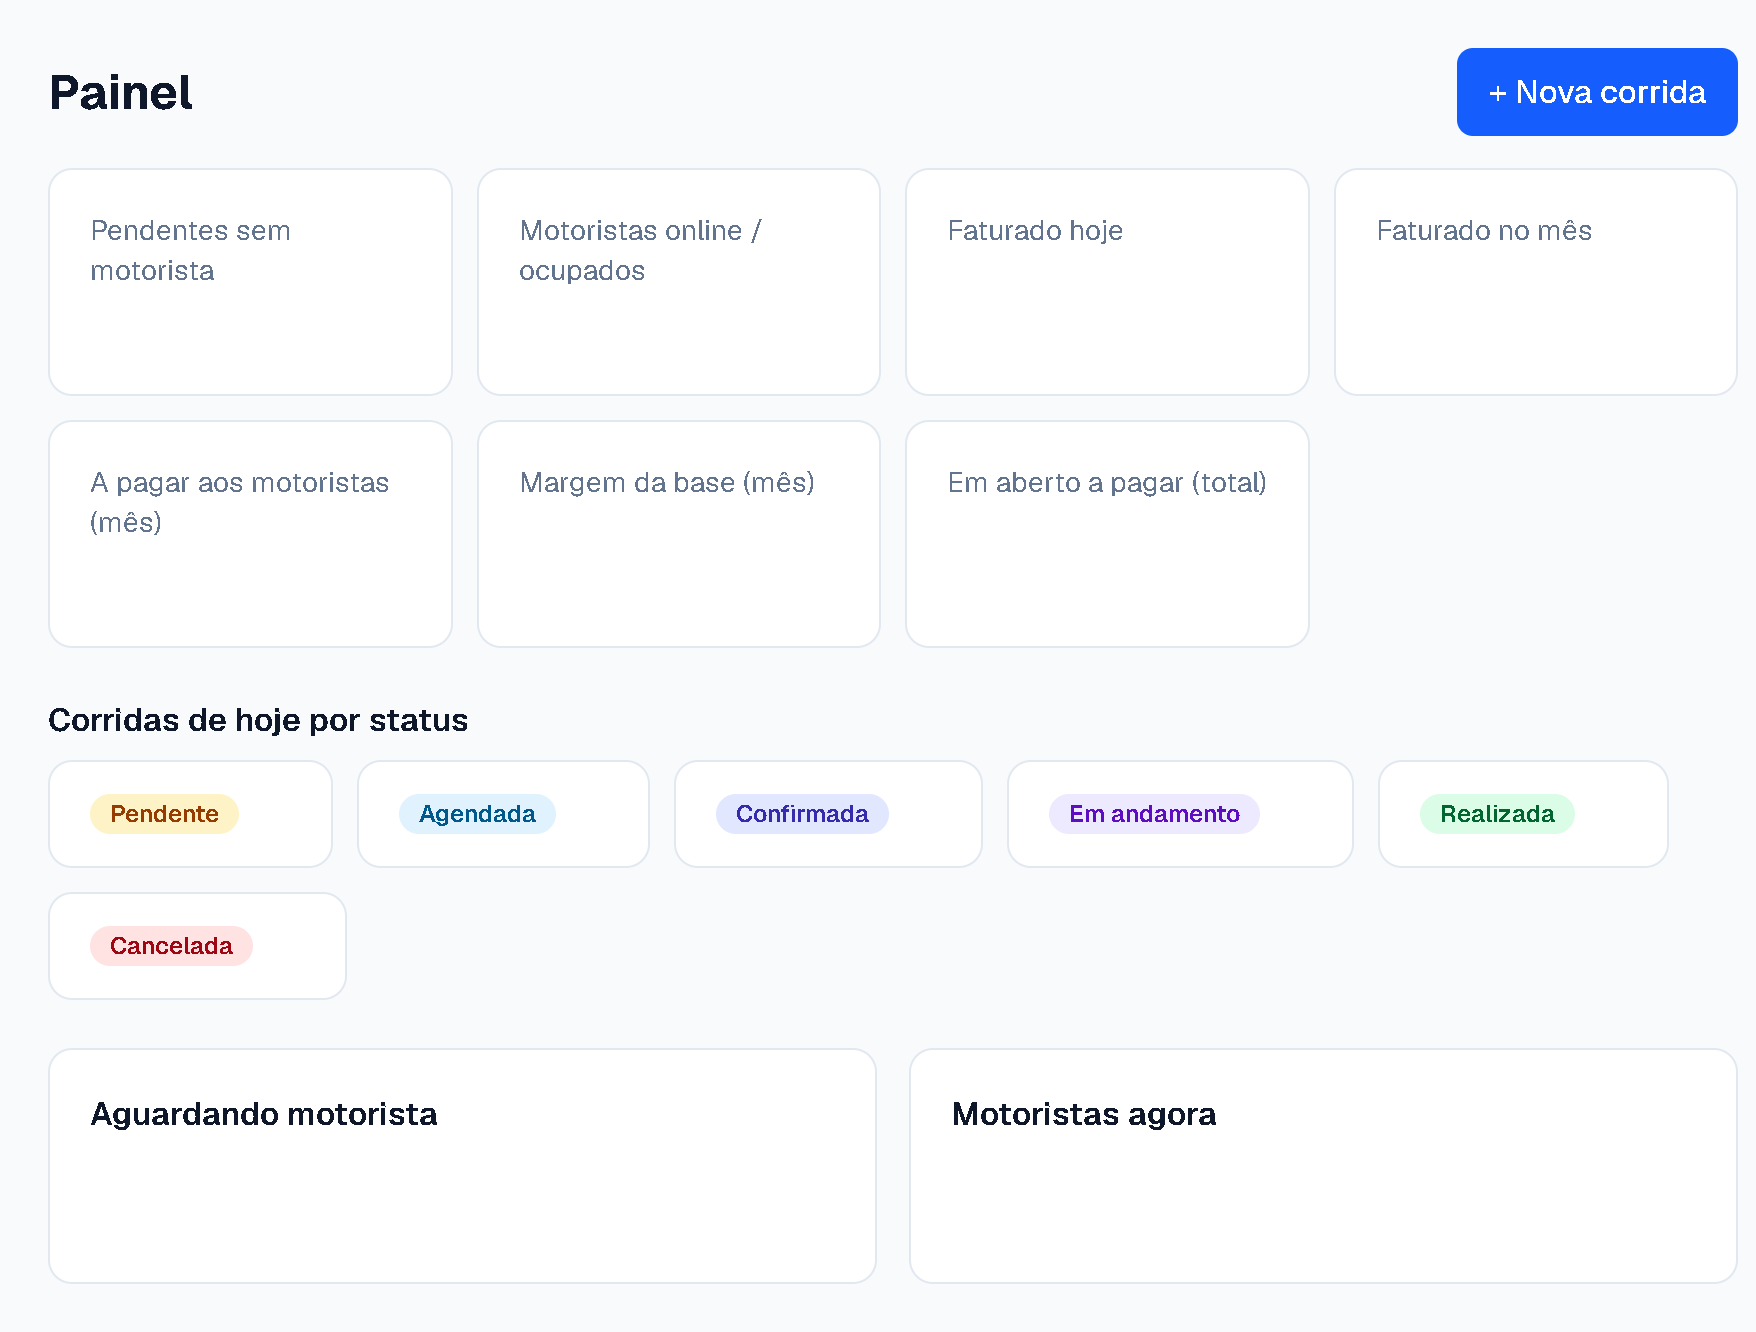 Painel
+ Nova corrida
Pendentes sem
motorista
Motoristas online /
ocupados
Faturado hoje
Faturado no mês
A pagar aos motoristas
(mês)
Margem da base (mês)
Em aberto a pagar (total)
Corridas de hoje por status
Pendente
Agendada
Confirmada
Em andamento
Realizada
Cancelada
Aguardando motorista
Motoristas agora